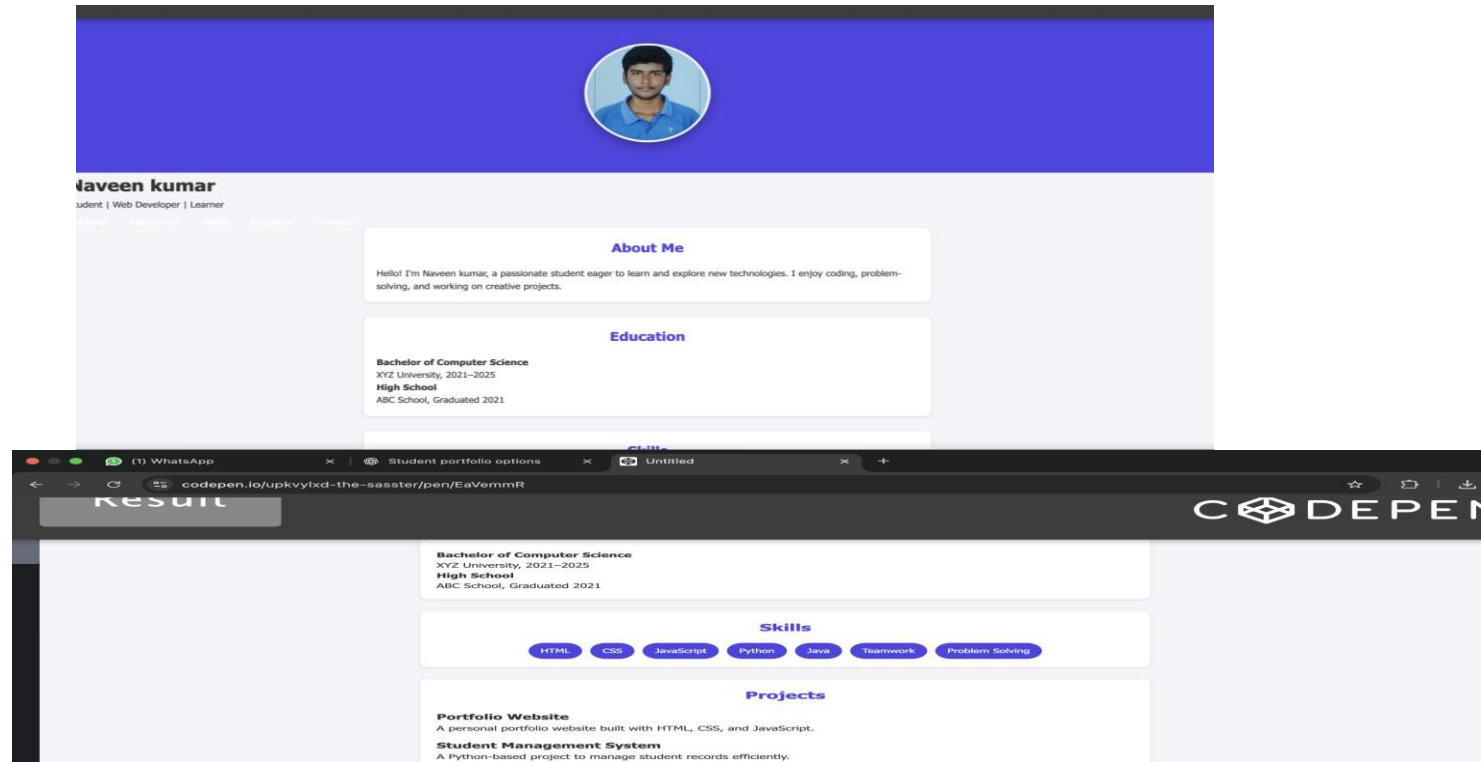 Naveen kumar
Student | Web Developer | Learner
About Me
Hello! I'm Naveen kumar, a passionate student eager to learn and explore new technologies. I enjoy coding, problem-
solving, and working on creative projects.
Education
Bachelor of Computer Science
XYZ University, 2021–2025
High School
ABC School, Graduated 2021
Skills
(1) WhatsApp
Student portfolio options
Untitled
codepen.io/upkvylxd-the-sasster/pen/EaVemmR
Result
CODEPEN
Bachelor of Computer Science
XYZ University, 2021–2025
High School
ABC School, Graduated 2021
Skills
HTML CSS JavaScript Python Java Teamwork Problem Solving
Projects
Portfolio Website
A personal portfolio website built with HTML, CSS, and JavaScript.
Student Management System
A Python-based project to manage student records efficiently.